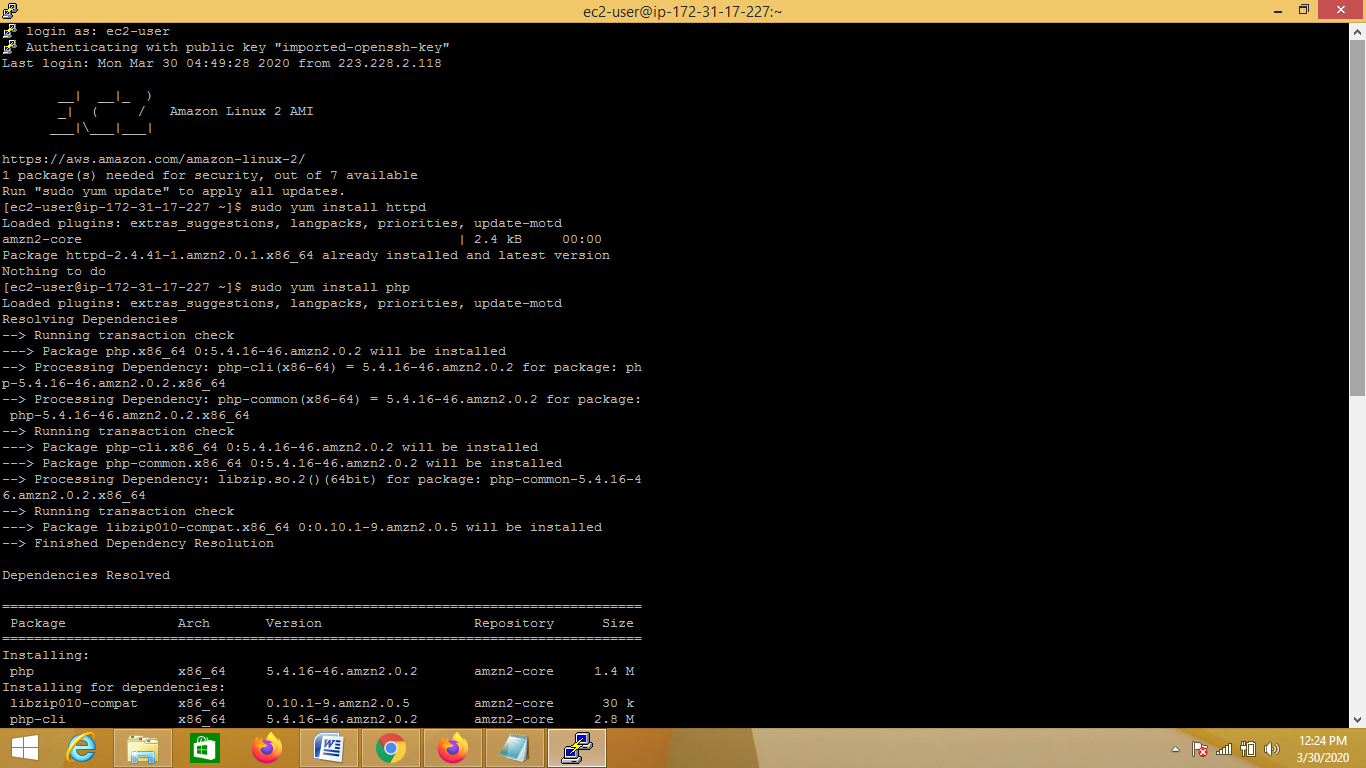 ec2-user@ip-172-31-17-227:~
login as: ec2-user
Authenticating with public key "imported-openssh-key"
Last login: Mon Mar 30 04:49:28 2020 from 223.228.2.118
__|  __|_  )
_|  (     /   Amazon Linux 2 AMI
___|\___|___|
https://aws.amazon.com/amazon-linux-2/
1 package(s) needed for security, out of 7 available
Run "sudo yum update" to apply all updates.
[ec2-user@ip-172-31-17-227 ~]$ sudo yum install httpd
Loaded plugins: extras_suggestions, langpacks, priorities, update-motd
amzn2-core | 2.4 kB 00:00
Package httpd-2.4.41-1.amzn2.0.1.x86_64 already installed and latest version
Nothing to do
[ec2-user@ip-172-31-17-227 ~]$ sudo yum install php
Loaded plugins: extras_suggestions, langpacks, priorities, update-motd
Resolving Dependencies
--> Running transaction check
---> Package php.x86_64 0:5.4.16-46.amzn2.0.2 will be installed
--> Processing Dependency: php-cli(x86-64) = 5.4.16-46.amzn2.0.2 for package: ph
p-5.4.16-46.amzn2.0.2.x86_64
--> Processing Dependency: php-common(x86-64) = 5.4.16-46.amzn2.0.2 for package:
php-5.4.16-46.amzn2.0.2.x86_64
--> Running transaction check
---> Package php-cli.x86_64 0:5.4.16-46.amzn2.0.2 will be installed
---> Package php-common.x86_64 0:5.4.16-46.amzn2.0.2 will be installed
--> Processing Dependency: libzip.so.2()(64bit) for package: php-common-5.4.16-4
6.amzn2.0.2.x86_64
--> Running transaction check
---> Package libzip010-compat.x86_64 0:0.10.1-9.amzn2.0.5 will be installed
--> Finished Dependency Resolution
Dependencies Resolved
================================================================================
Package Arch Version Repository Size
================================================================================
Installing:
php x86_64 5.4.16-46.amzn2.0.2 amzn2-core 1.4 M
Installing for dependencies:
libzip010-compat x86_64 0.10.1-9.amzn2.0.5 amzn2-core 30 k
php-cli x86_64 5.4.16-46.amzn2.0.2 amzn2-core 2.8 M
12:24 PM
3/30/2020